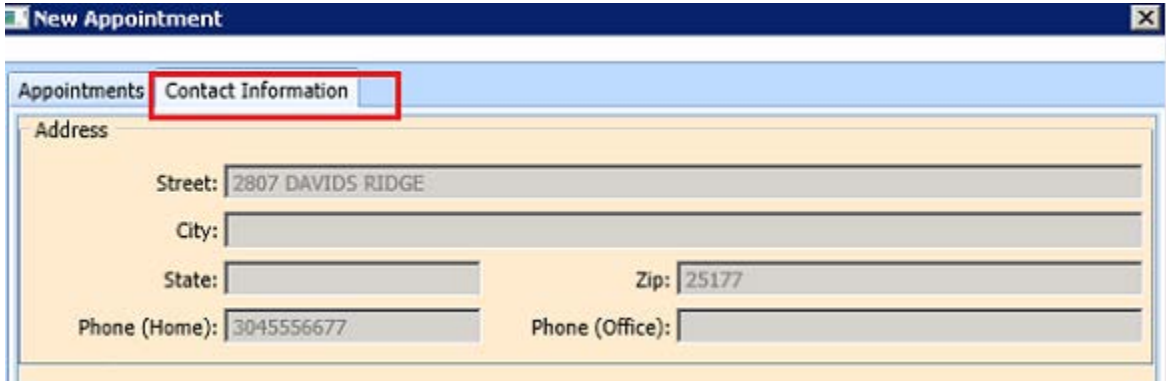 New Appointment
Appointments Contact Information
Address
Street: 2807 DAVIDS RIDGE
City:
State: Zip: 25177
Phone (Home): 3045556677 Phone (Office):